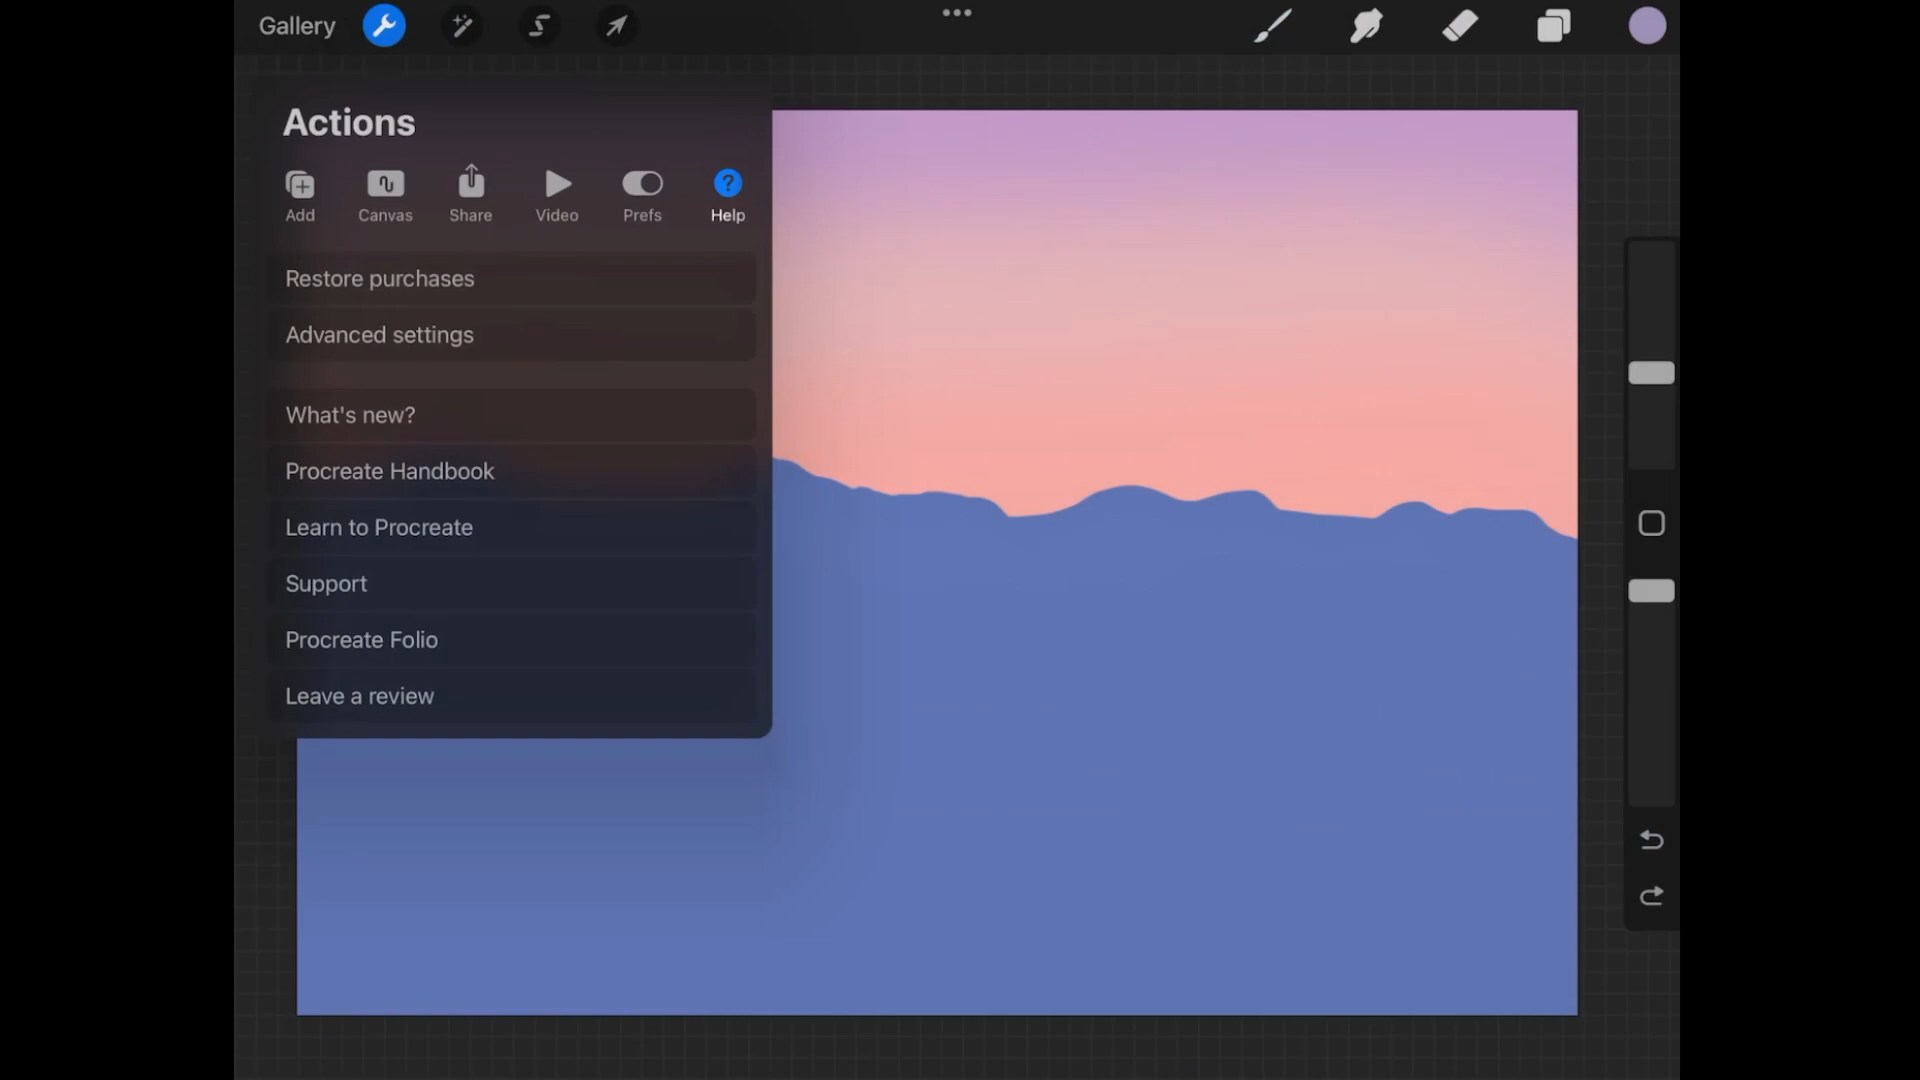 Gallery
Actions
Add Canvas Share Video Prefs Help
Restore purchases
Advanced settings
What's new?
Procreate Handbook
Learn to Procreate
Support
Procreate Folio
Leave a review